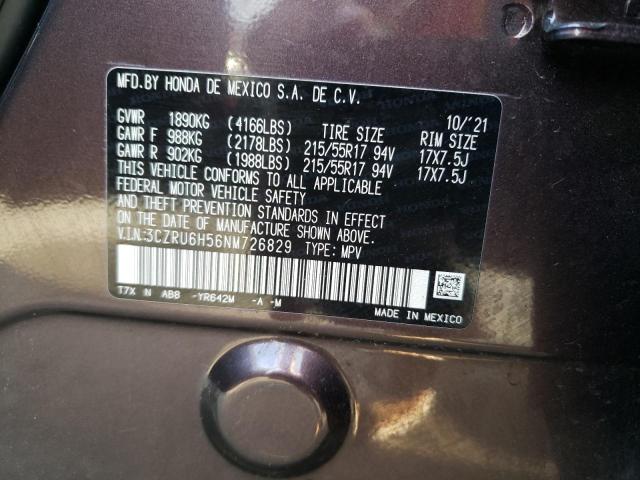 MFD.BY HONDA DE MEXICO S.A. DE C.V.
10/'21
GVWR 1890KG (4166LBS) TIRE SIZE RIM SIZE
GAWR F 988KG (2178LBS) 215/55R17 94V 17X7.5J
GAWR R 902KG (1988LBS) 215/55R17 94V 17X7.5J
THIS VEHICLE CONFORMS TO ALL APPLICABLE
FEDERAL MOTOR VEHICLE SAFETY
AND THEFT PREVENTION STANDARDS IN EFFECT
ON THE DATE OF MANUFACTURE SHOWN ABOVE.
V.I.N.:3CZRU6H56NM726829 TYPE: MPV
T7X N AB8 -YR642M -A -M
MADE IN MEXICO